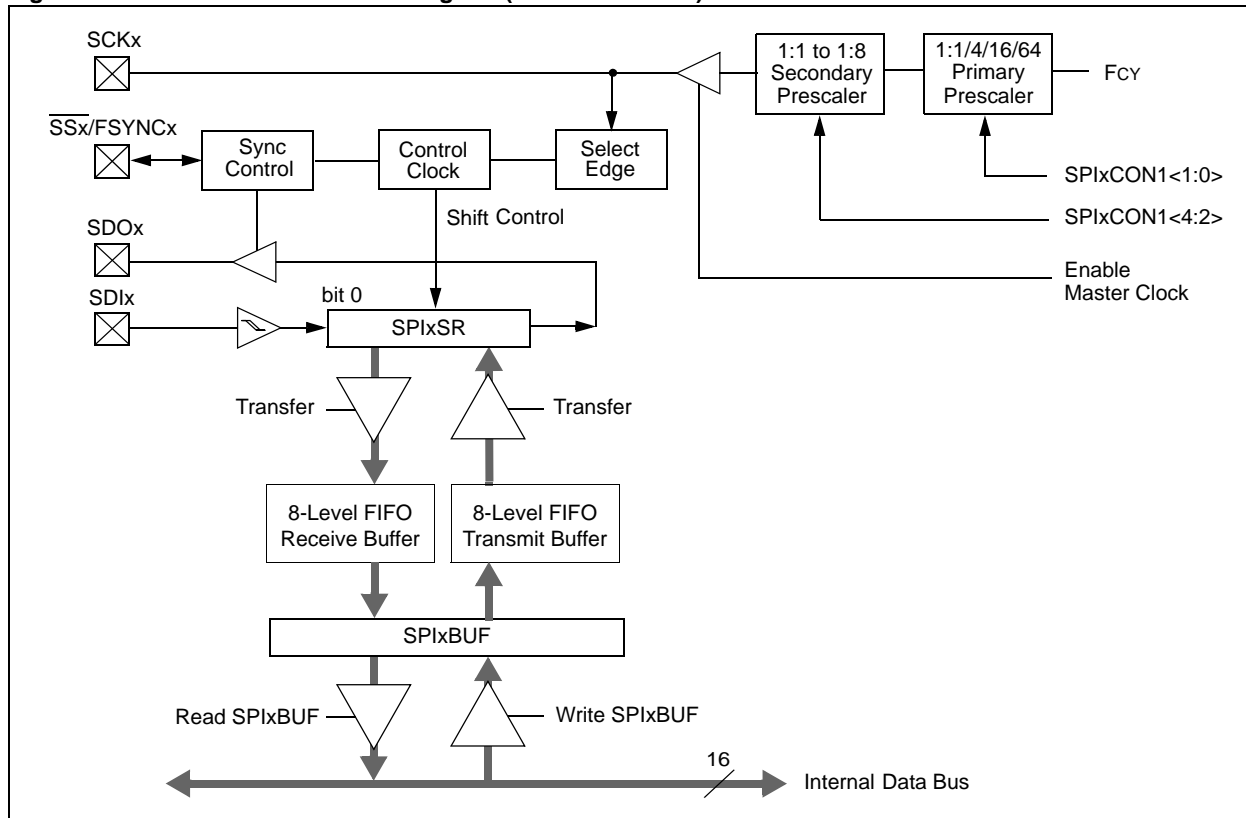 SCKx
1:1 to 1:8
Secondary
Prescaler
1:1/4/16/64
Primary
Prescaler
FCY
SSx/FSYNCx
Sync
Control
Control
Clock
Select
Edge
SPIxCON1<1:0>
Shift Control
SPIxCON1<4:2>
SDOx
Enable
Master Clock
SDIx
bit 0
SPIxSR
Transfer
Transfer
8-Level FIFO
Receive Buffer
8-Level FIFO
Transmit Buffer
SPIxBUF
Read SPIxBUF
Write SPIxBUF
16
Internal Data Bus